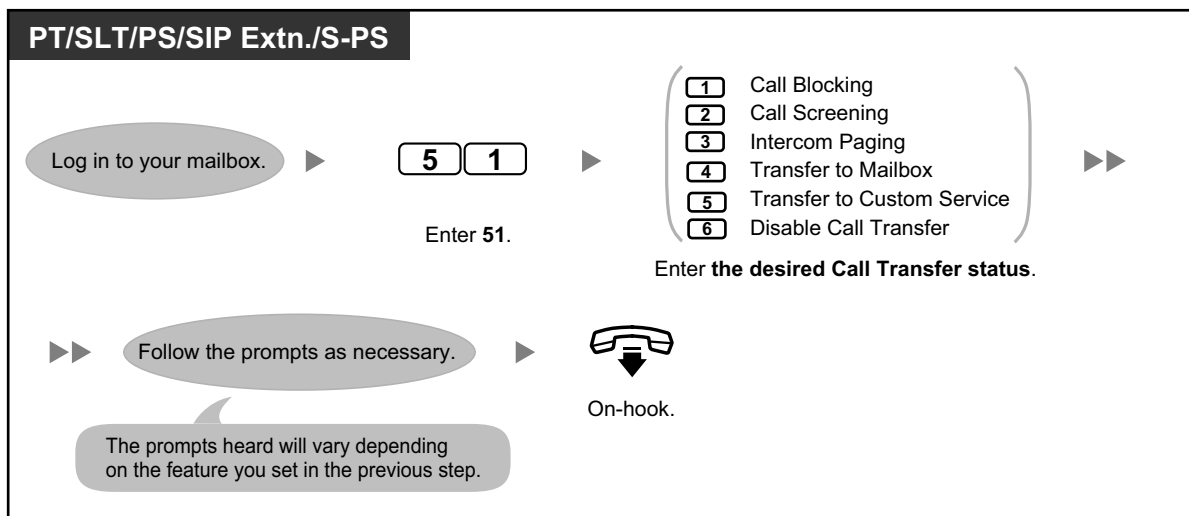 PT/SLT/PS/SIP Extn./S-PS
Log in to your mailbox.
5 1
Enter 51.
1 Call Blocking
2 Call Screening
3 Intercom Paging
4 Transfer to Mailbox
5 Transfer to Custom Service
6 Disable Call Transfer
Enter the desired Call Transfer status.
Follow the prompts as necessary.
The prompts heard will vary depending
on the feature you set in the previous step.
On-hook.